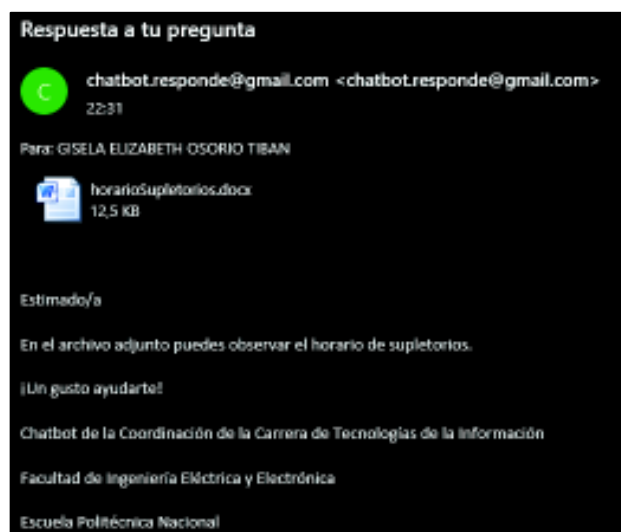 Respuesta a tu pregunta
C
chatbot.responde@gmail.com <chatbot.responde@gmail.com>
22:31
Para: GISELA ELIZABETH OSORIO TIBAN
horarioSupletorios.docx
12,5 KB
Estimado/a
En el archivo adjunto puedes observar el horario de supletorios.
¡Un gusto ayudarte!
Chatbot de la Coordinación de la Carrera de Tecnologías de la Información
Facultad de Ingeniería Eléctrica y Electrónica
Escuela Politécnica Nacional